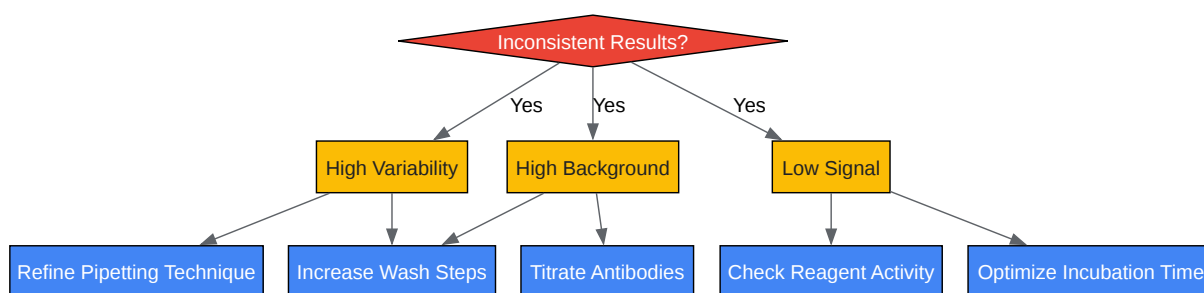 Inconsistent Results?
Yes
Yes
Yes
High Variability
High Background
Low Signal
Refine Pipetting Technique
Increase Wash Steps
Titrate Antibodies
Check Reagent Activity
Optimize Incubation Time